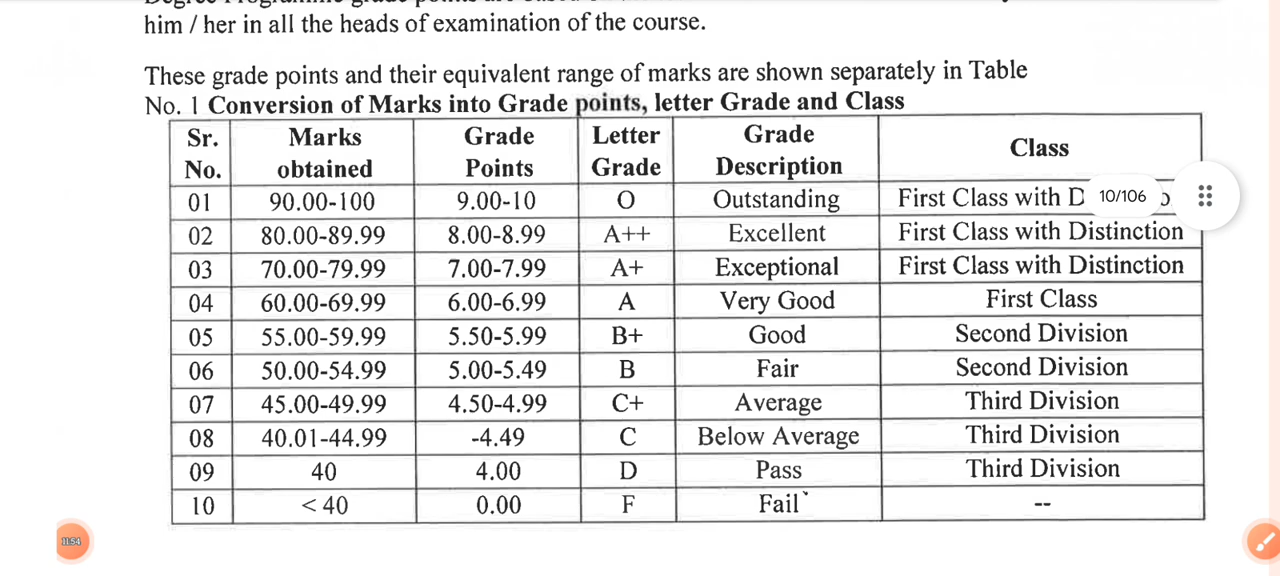 him / her in all the heads of examination of the course.
These grade points and their equivalent range of marks are shown separately in Table
No. 1 Conversion of Marks into Grade points, letter Grade and Class
Sr. No. Marks obtained Grade Points Letter Grade Grade Description Class
01 90.00-100 9.00-10 O Outstanding First Class with
10/106
02 80.00-89.99 8.00-8.99 A++ Excellent First Class with Distinction
03 70.00-79.99 7.00-7.99 A+ Exceptional First Class with Distinction
04 60.00-69.99 6.00-6.99 A Very Good First Class
05 55.00-59.99 5.50-5.99 B+ Good Second Division
06 50.00-54.99 5.00-5.49 B Fair Second Division
07 45.00-49.99 4.50-4.99 C+ Average Third Division
08 40.01-44.99 -4.49 C Below Average Third Division
09 40 4.00 D Pass Third Division
10 < 40 0.00 F Fail --
11:54